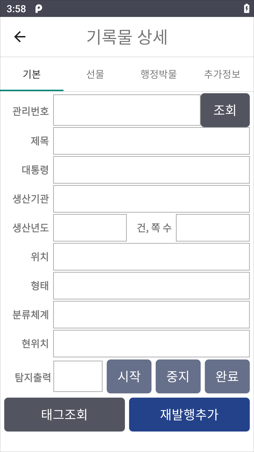 3:58
기록물 상세
기본 선물 행정박물 추가정보
관리번호 조회
제목
대통령
생산기관
생산년도 건, 쪽 수
위치
형태
분류체계
현위치
탐지출력 시작 중지 완료
태그조회 재발행추가